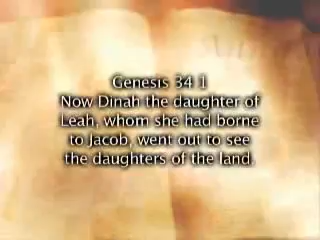 Genesis 34 1
Now Dinah the daughter of
Leah, whom she had borne
to Jacob, went out to see
the daughters of the land.